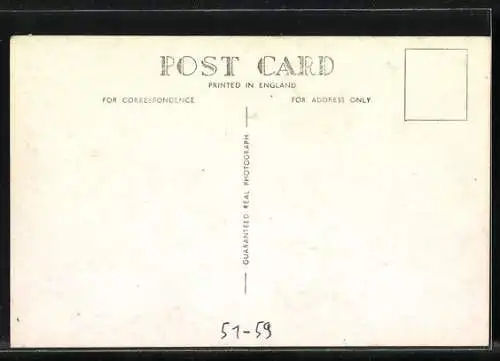 POST CARD
PRINTED IN ENGLAND
FOR CORRESPONDENCE
FOR ADDRESS ONLY
GUARANTEED REAL PHOTOGRAPH
51-59